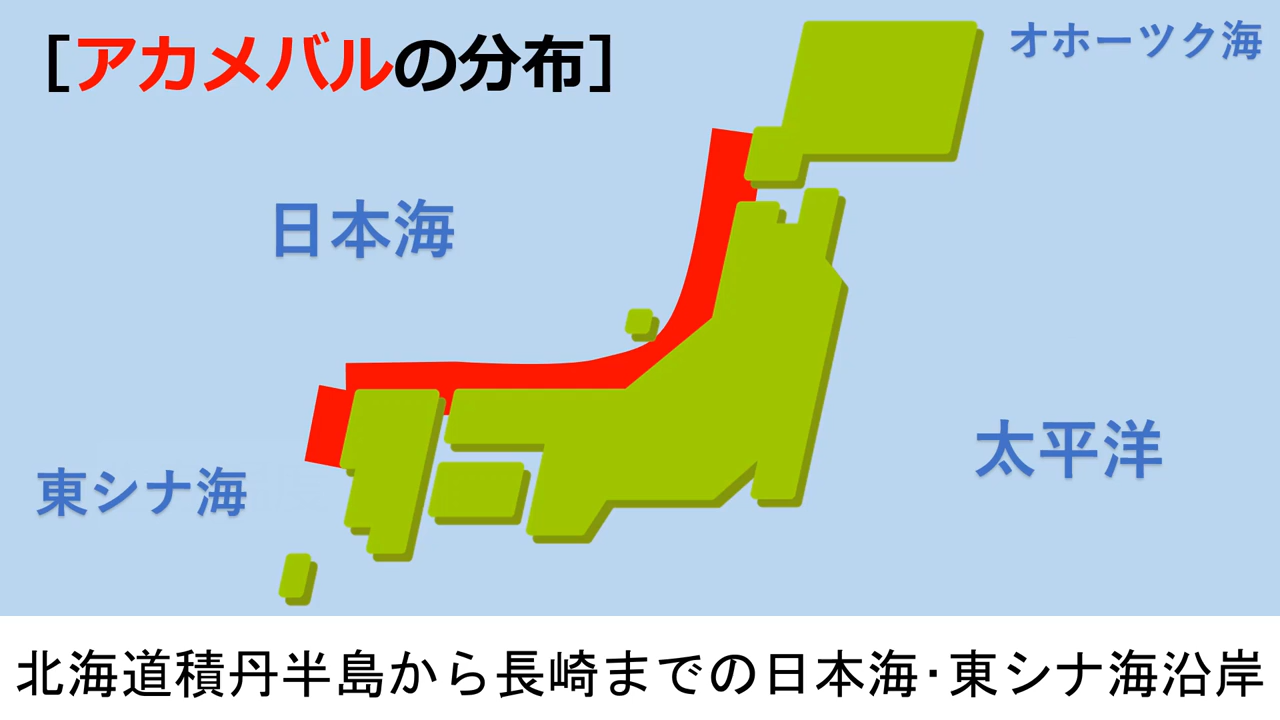 ［アカメバルの分布］
オホーツク海
日本海
太平洋
東シナ海
北海道積丹半島から長崎までの日本海・東シナ海沿岸